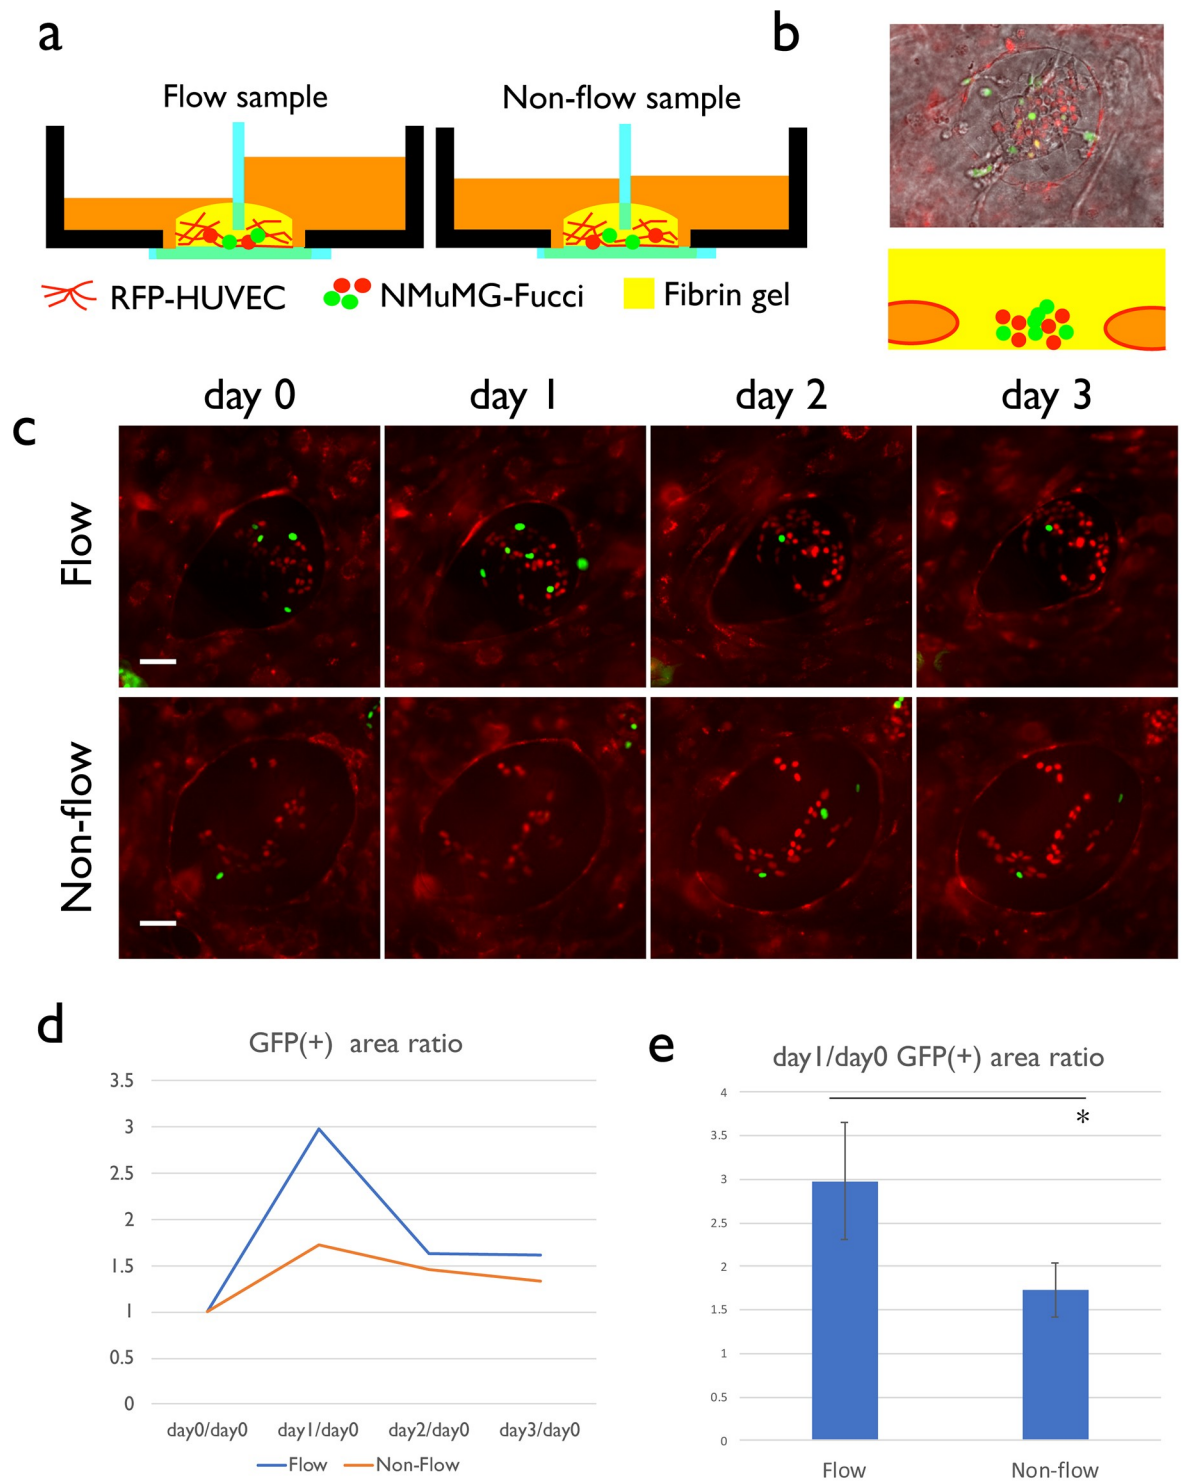 a
b
Flow sample
Non-flow sample
RFP-HUVEC
NMuMG-Fucci
Fibrin gel
c
day 0
day 1
day 2
day 3
Flow
Non-flow
d
GFP(+) area ratio
3.5
3
2.5
2
1.5
1
0.5
0
day0/day0
day1/day0
day2/day0
day3/day0
Flow
Non-Flow
e
day1/day0 GFP(+) area ratio
*
4
3.5
3
2.5
2
1.5
1
0.5
0
Flow
Non-flow